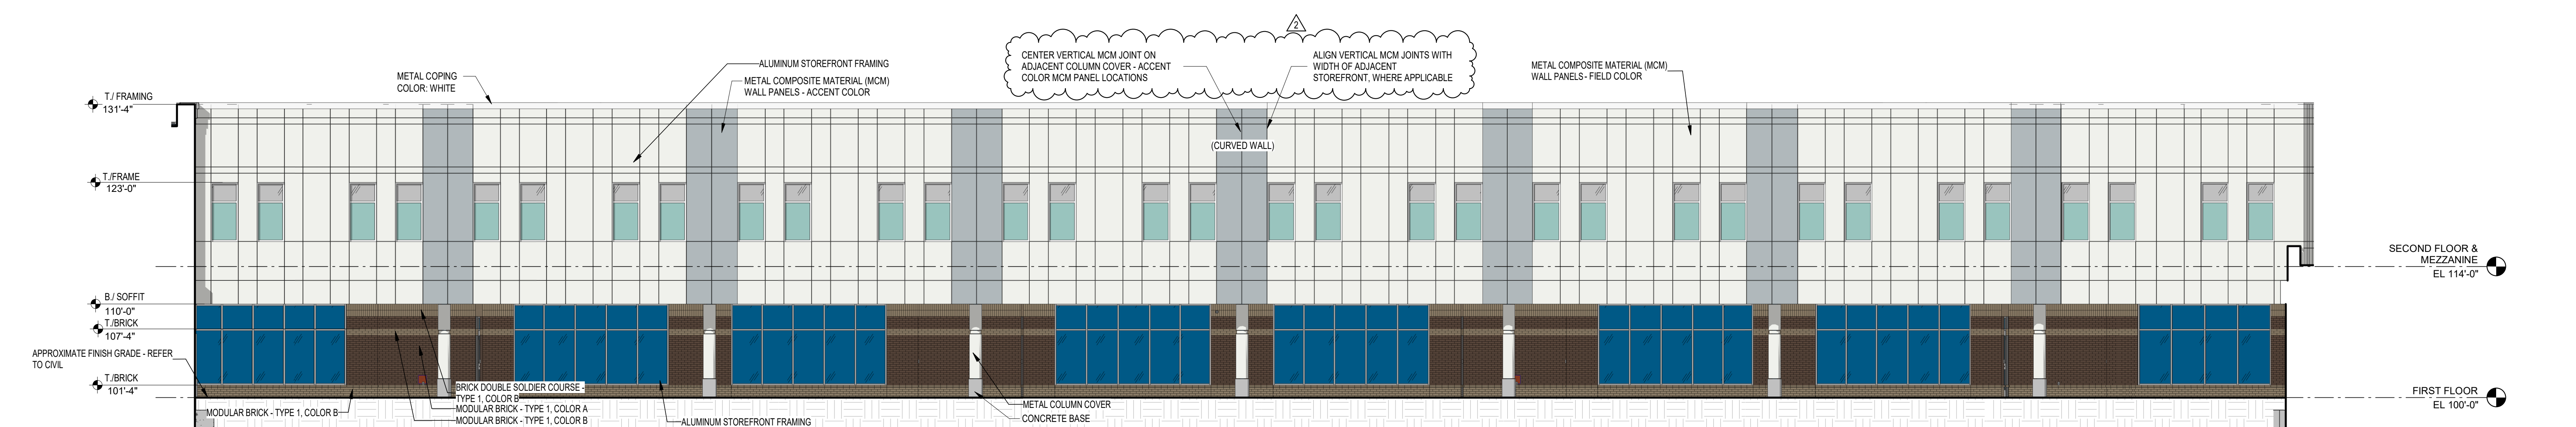 2
CENTER VERTICAL MCM JOINT ON
ADJACENT COLUMN COVER - ACCENT
COLOR MCM PANEL LOCATIONS
ALIGN VERTICAL MCM JOINTS WITH
WIDTH OF ADJACENT
STOREFRONT, WHERE APPLICABLE
ALUMINUM STOREFRONT FRAMING
METAL COMPOSITE MATERIAL (MCM)
WALL PANELS - ACCENT COLOR
METAL COPING
COLOR: WHITE
METAL COMPOSITE MATERIAL (MCM)
WALL PANELS - FIELD COLOR
T./ FRAMING
131'-4"
(CURVED WALL)
T./FRAME
123'-0"
SECOND FLOOR &
MEZZANINE
EL 114'-0"
B./ SOFFIT
110'-0"
T./BRICK
107'-4"
APPROXIMATE FINISH GRADE - REFER
TO CIVIL
T./BRICK
101'-4"
FIRST FLOOR
EL 100'-0"
BRICK DOUBLE SOLDIER COURSE -
TYPE 1, COLOR B
MODULAR BRICK - TYPE 1, COLOR B
MODULAR BRICK - TYPE 1, COLOR A
MODULAR BRICK - TYPE 1, COLOR B
ALUMINUM STOREFRONT FRAMING
METAL COLUMN COVER
CONCRETE BASE